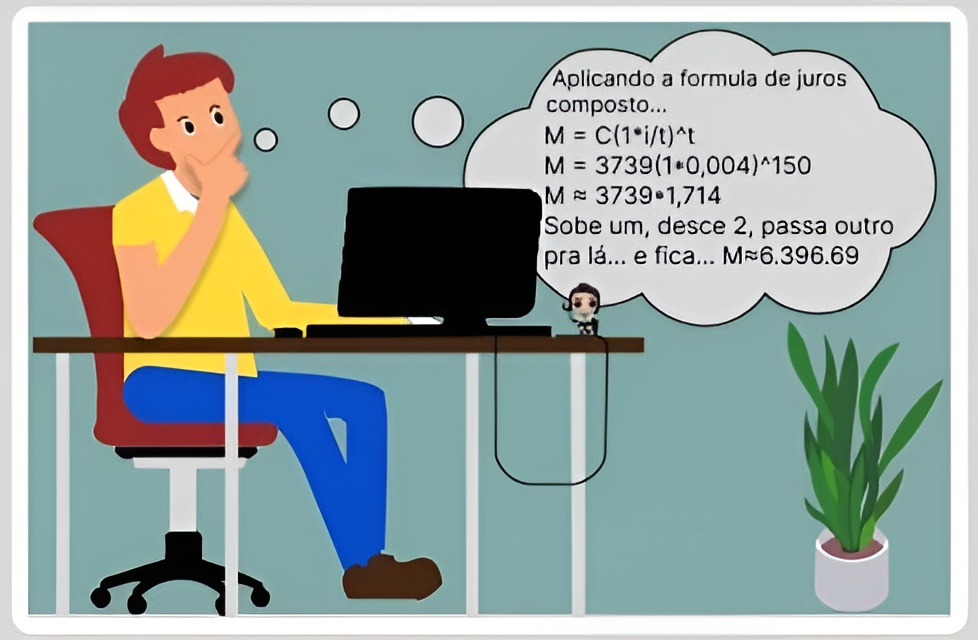 Aplicando a formula de juros
composto...
M = C(1*i/t)^t
M = 3739(1*0,004)^150
M ≈ 3739*1,714
Sobe um, desce 2, passa outro
pra lá... e fica... M≈6.396.69